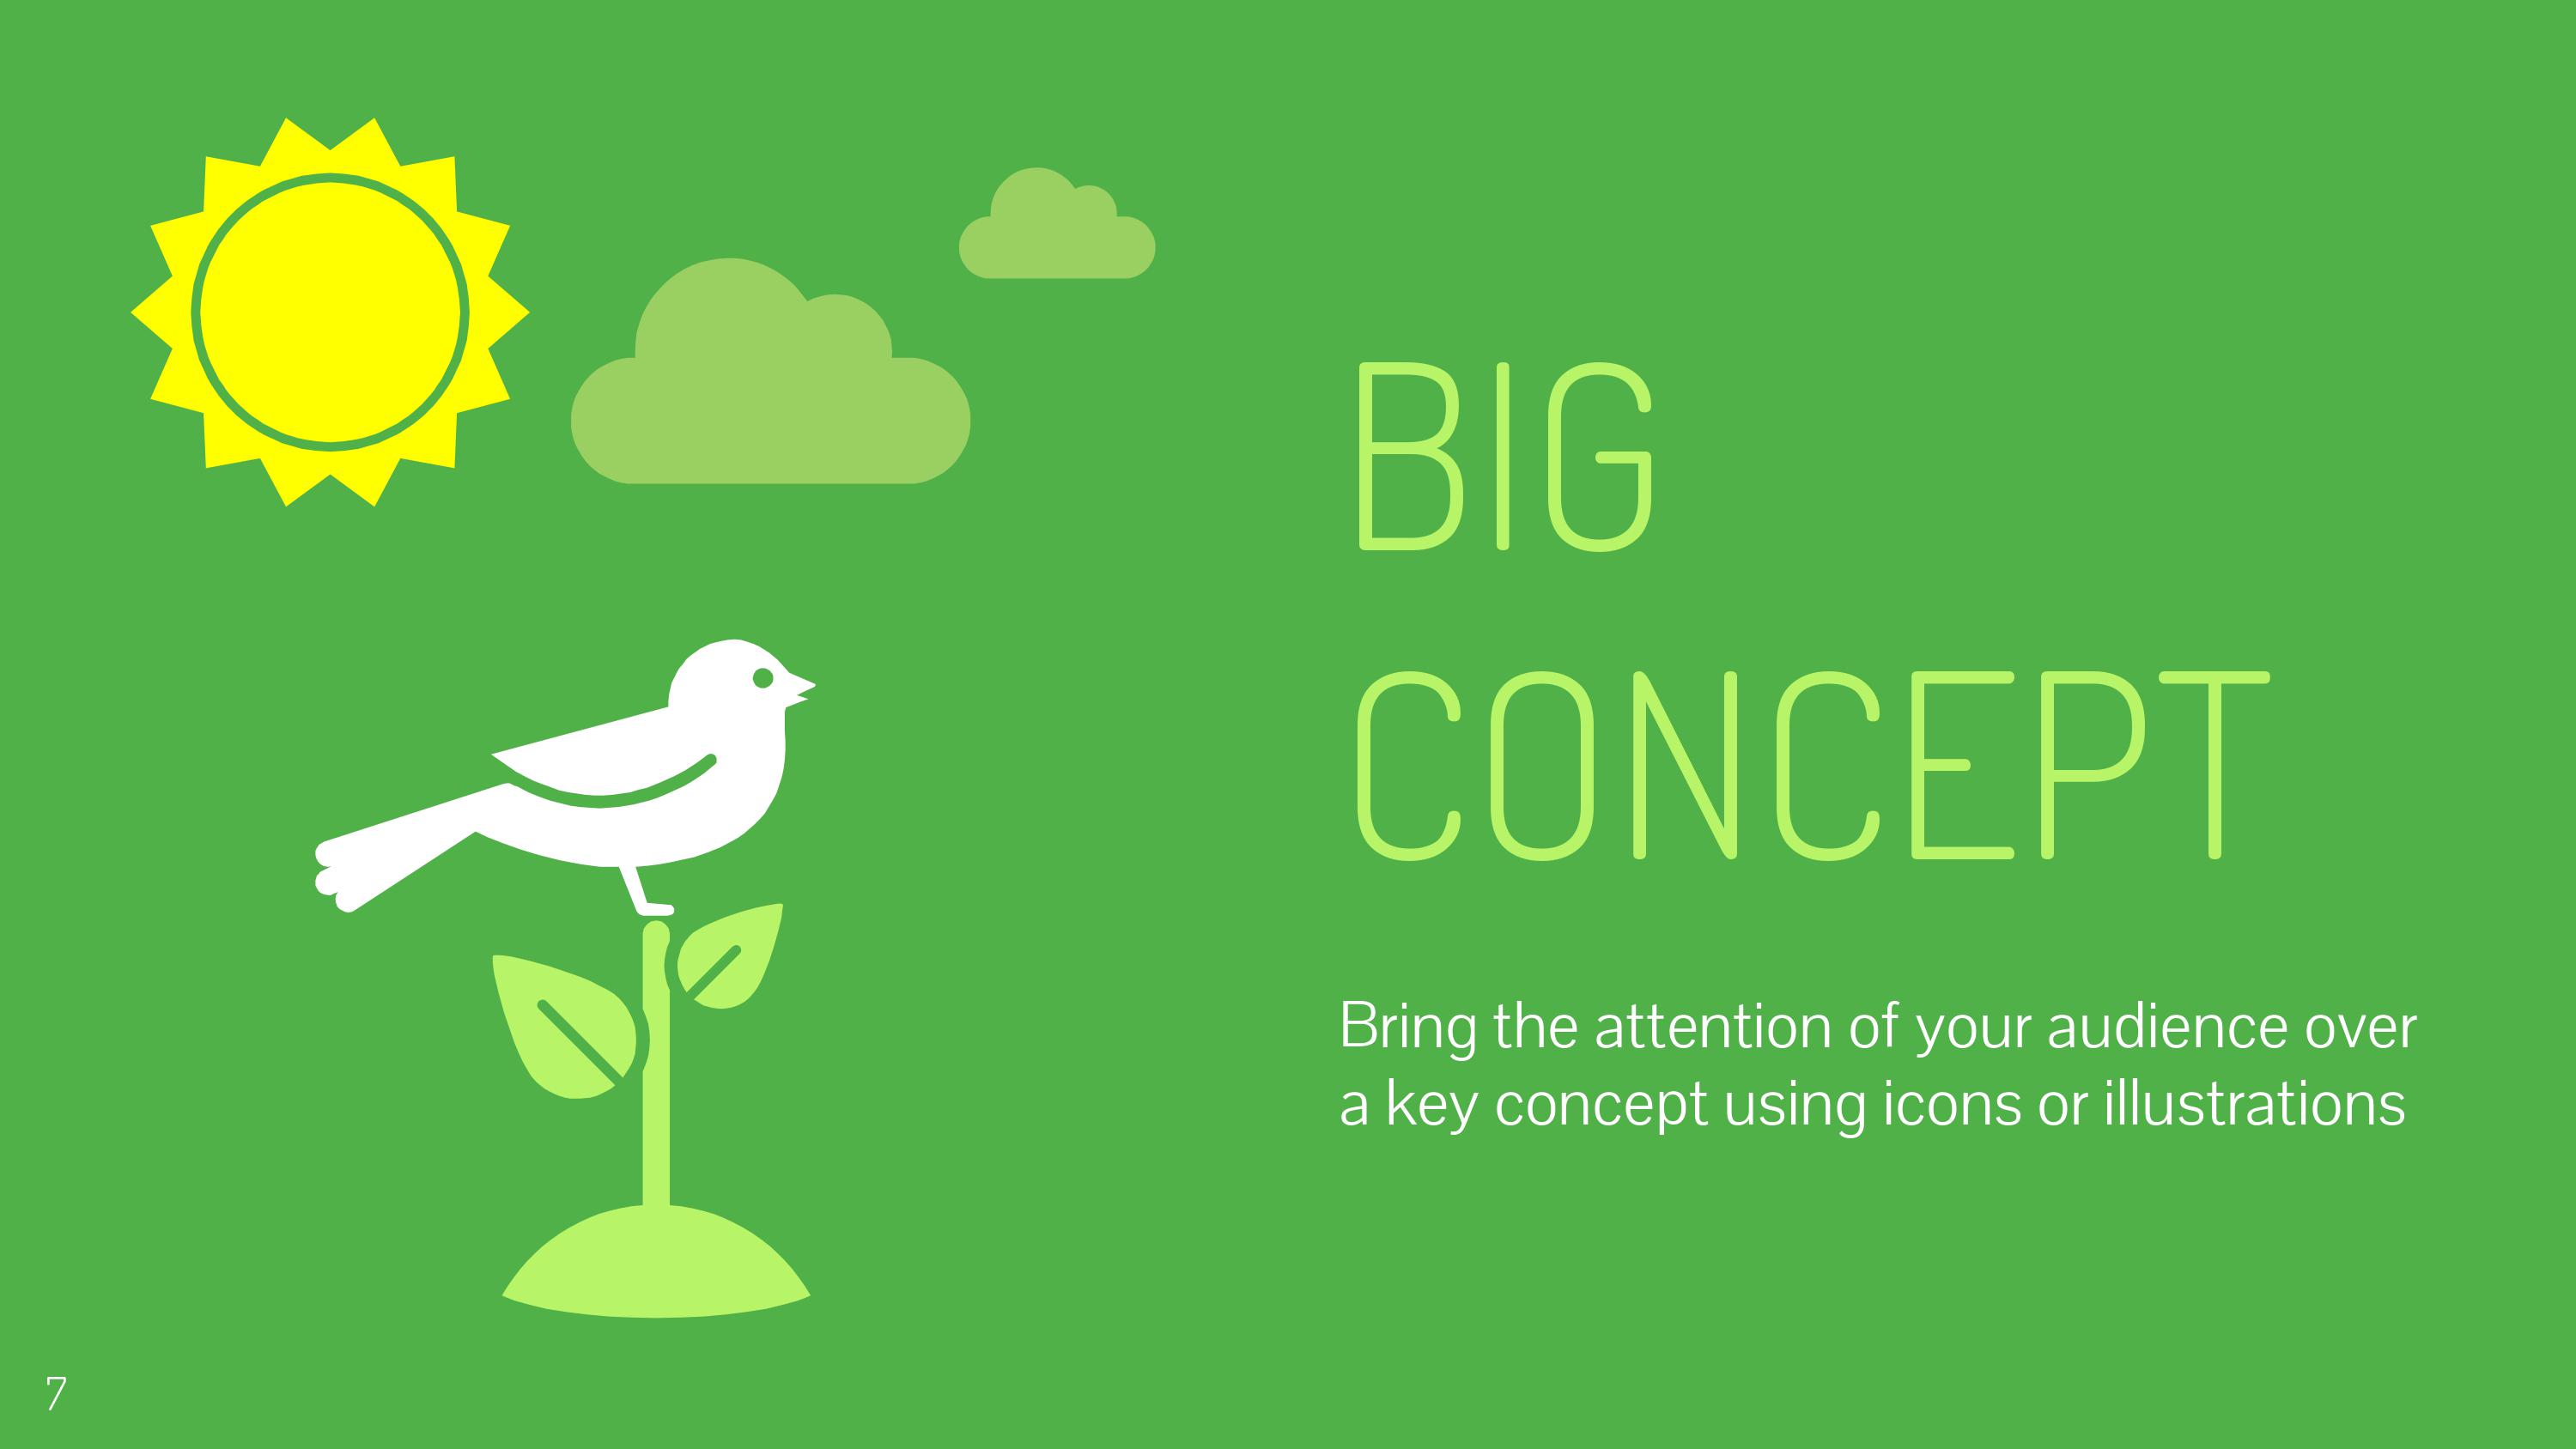 BIG
CONCEPT
Bring the attention of your audience over
a key concept using icons or illustrations
7